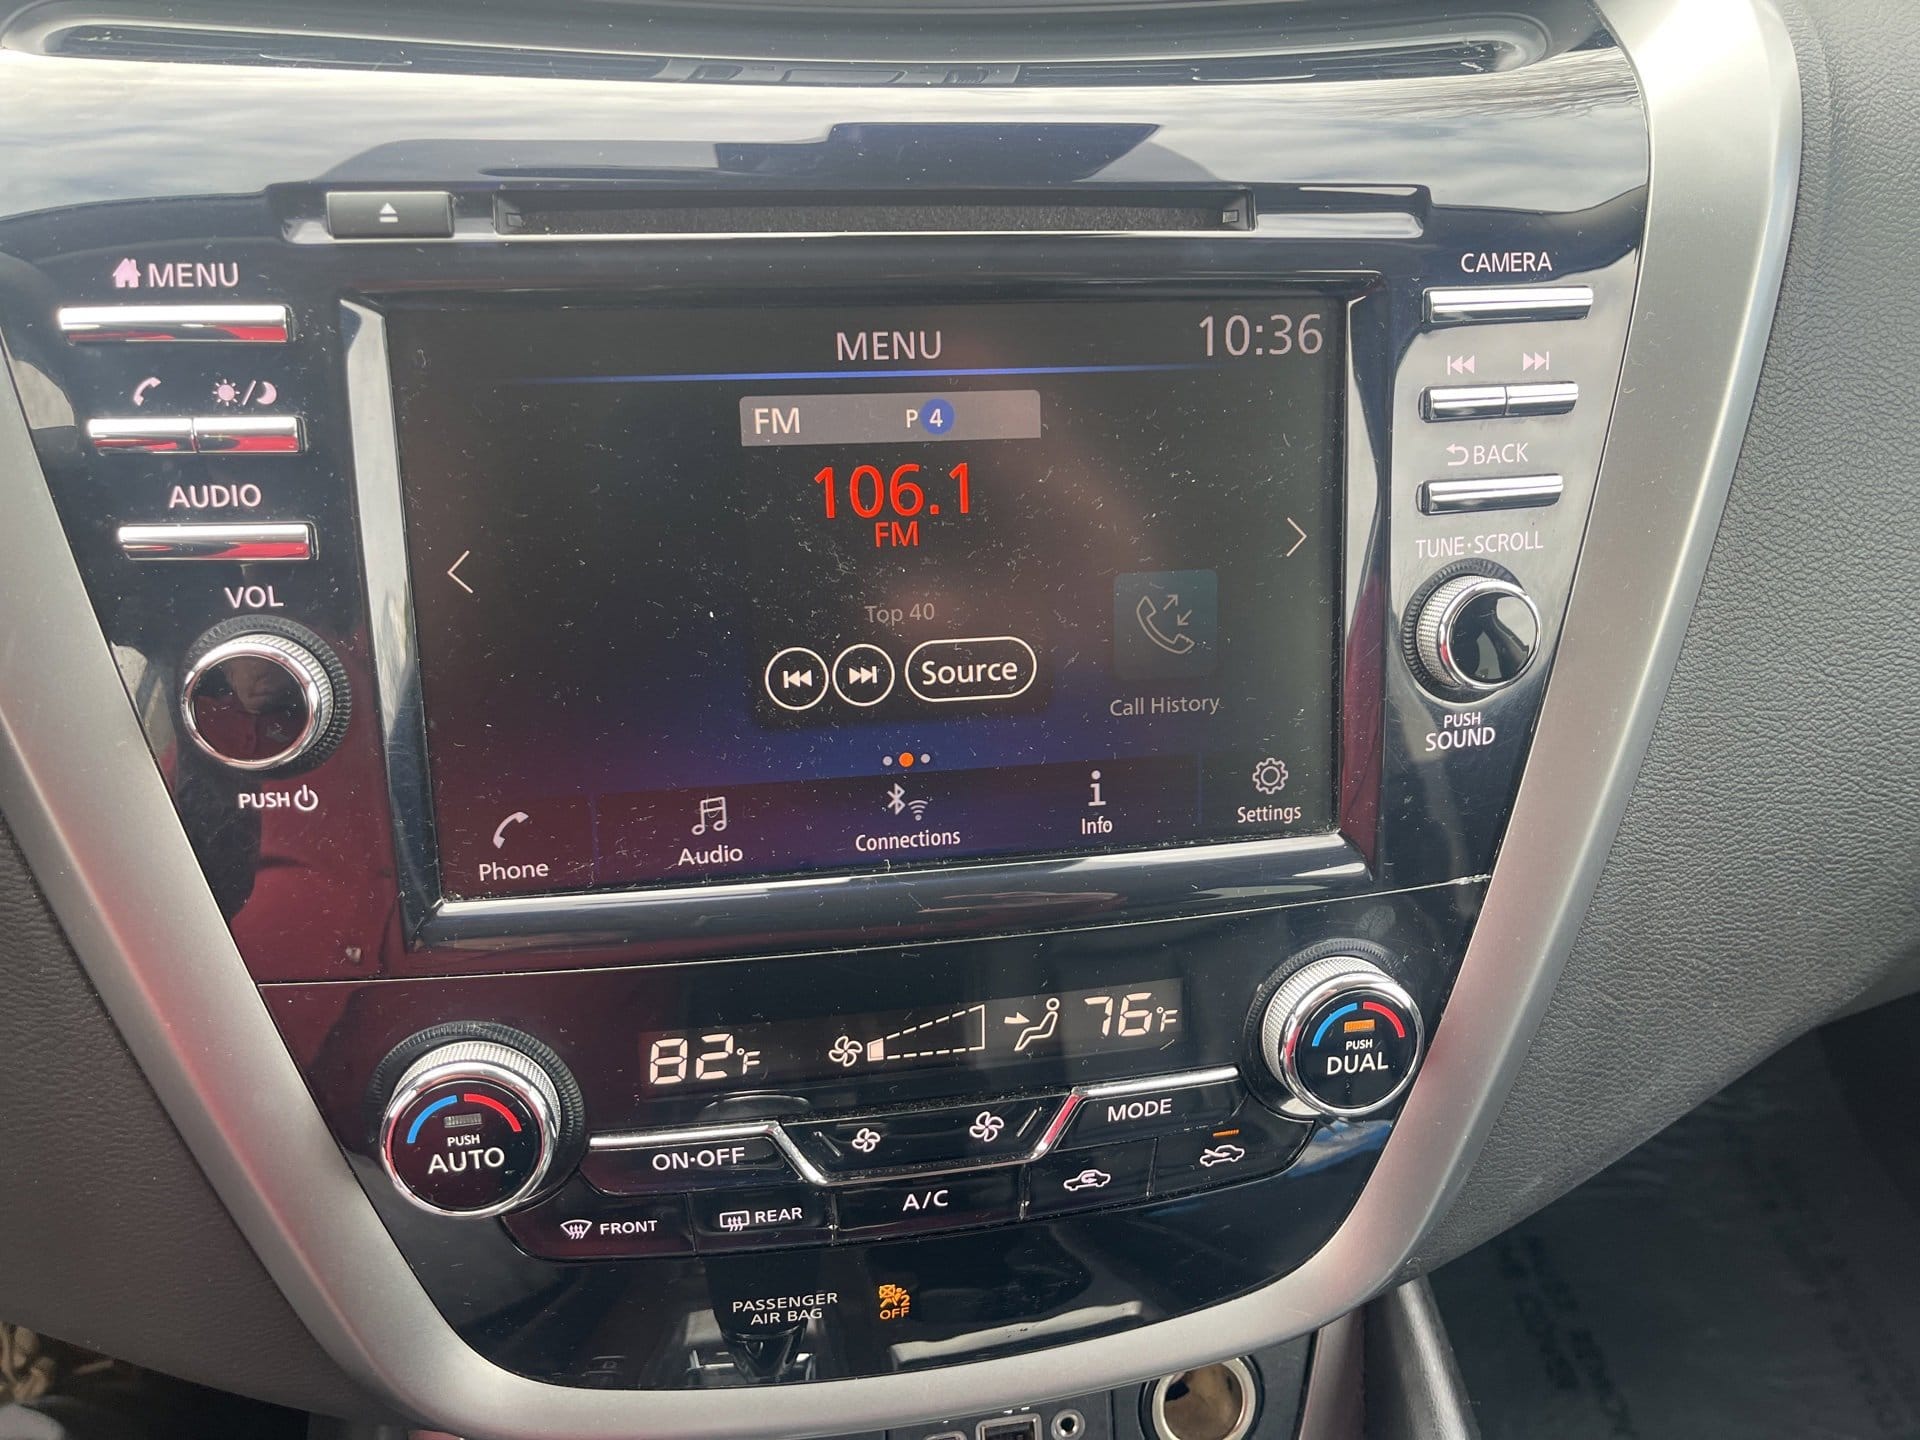 MENU
AUDIO
VOL
PUSH
MENU
10:36
FM P 4
106.1
FM
Top 40
Source
Call History
Phone
Audio
Connections
Info
Settings
CAMERA
BACK
TUNE·SCROLL
PUSH
SOUND
82°F
76°F
PUSH
AUTO
PUSH
DUAL
ON·OFF
MODE
FRONT
REAR
A/C
PASSENGER
AIR BAG
2
OFF